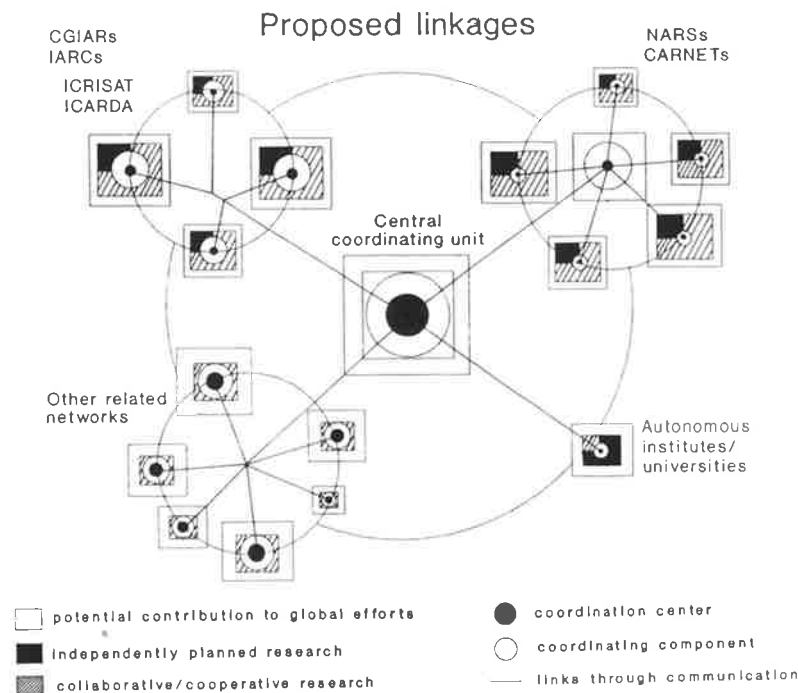 Proposed linkages
CGIARs
IARCs
ICRISAT
ICARDA
NARSs
CARNETs
Central
coordinating unit
Other related
networks
Autonomous
institutes/
universities
potential contribution to global efforts
independently planned research
collaborative/cooperative research
coordination center
coordinating component
links through communication